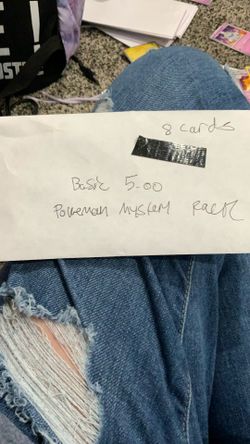 E!
8 cards
Basic 5.00
Pokemon Mystery Pack